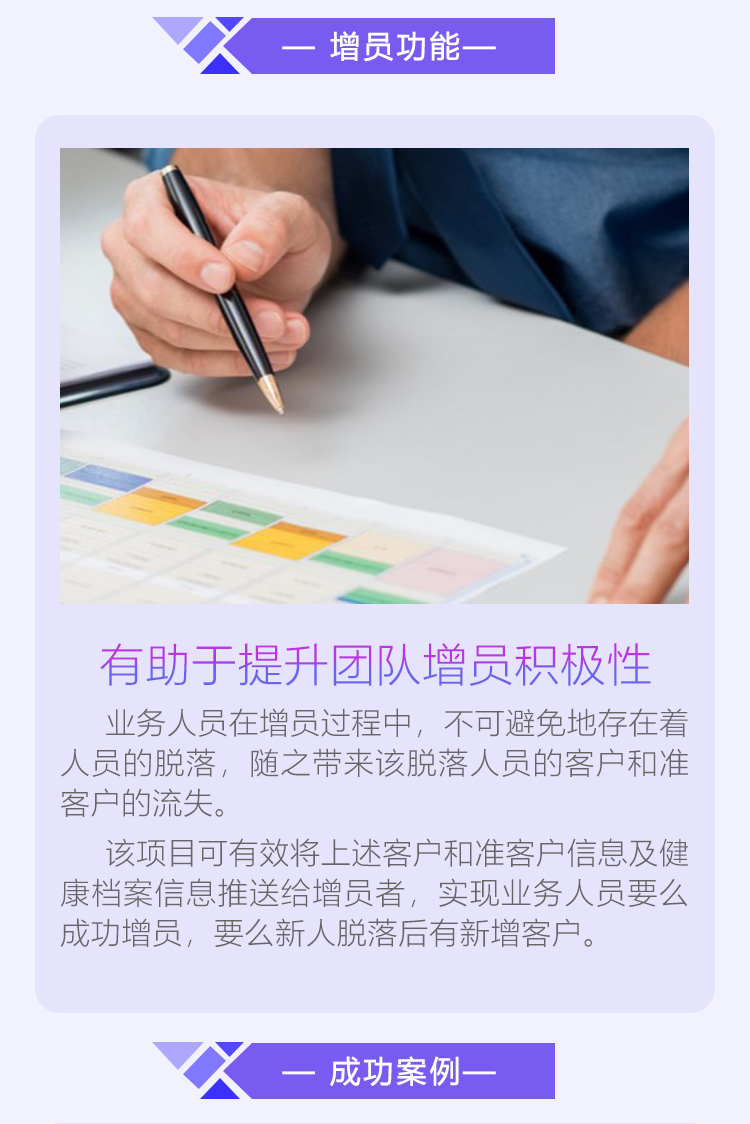 — 增员功能—
有助于提升团队增员积极性
业务人员在增员过程中，不可避免地存在着
人员的脱落，随之带来该脱落人员的客户和准
客户的流失。
该项目可有效将上述客户和准客户信息及健
康档案信息推送给增员者，实现业务人员要么
成功增员，要么新人脱落后有新增客户。
— 成功案例—